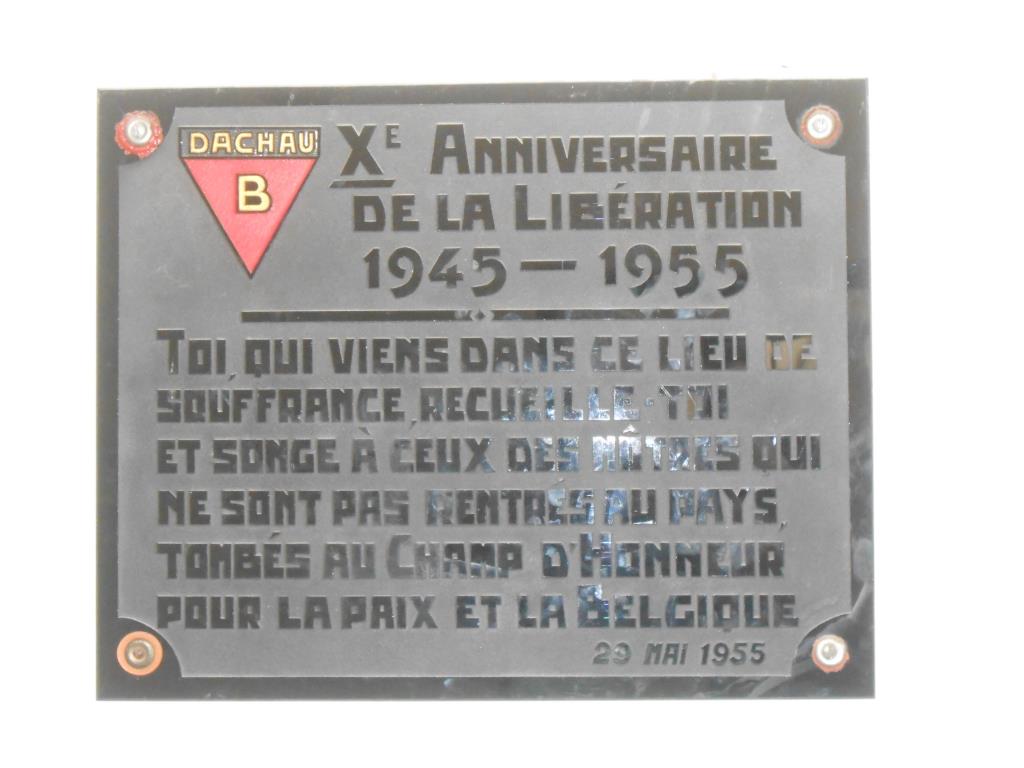 DACHAU
B
XE ANNIVERSAIRE
DE LA LIBÉRATION
1945 — 1955
TOI, QUI VIENS DANS CE LIEU DE
SOUFFRANCE, RECUEILLE-TOI
ET SONGE À CEUX DES NÔTRES QUI
NE SONT PAS RENTRÉS AU PAYS,
TOMBÉS AU CHAMP D'HONNEUR
POUR LA PAIX ET LA BELGIQUE
29 MAI 1955